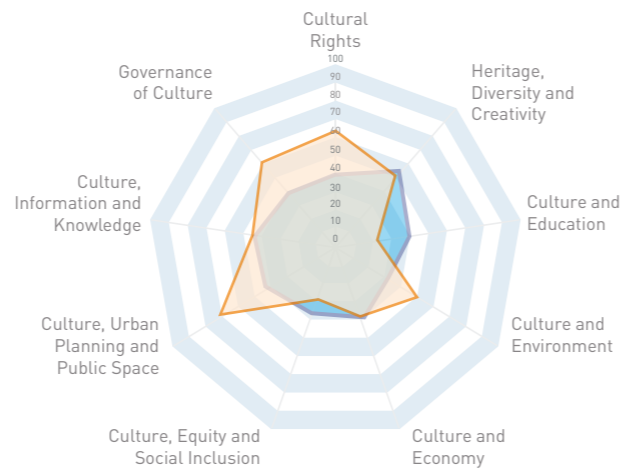 Cultural
Rights
Heritage,
Diversity and
Creativity
Culture and
Education
Culture and
Environment
Culture and
Economy
Culture, Equity and
Social Inclusion
Culture, Urban
Planning and
Public Space
Culture,
Information and
Knowledge
Governance
of Culture
100
90
80
70
60
50
40
30
20
10
0